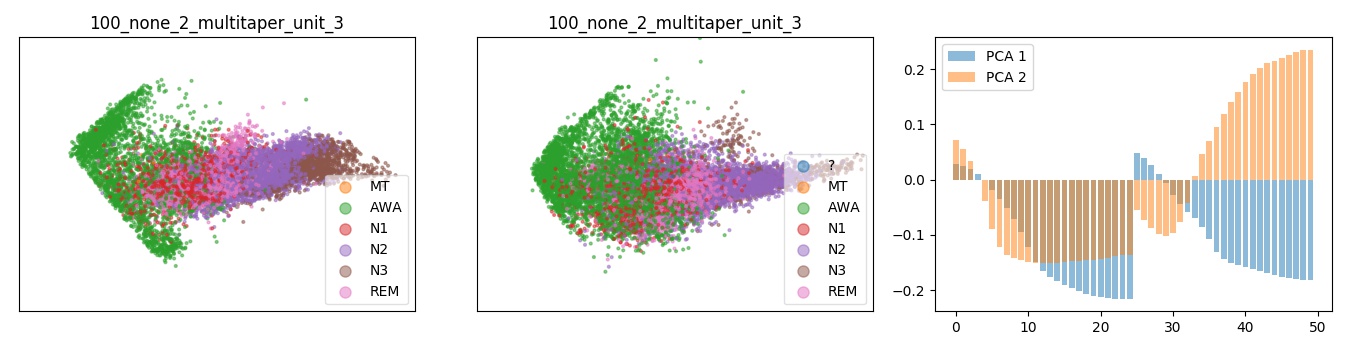 100_none_2_multitaper_unit_3
MT
AWA
N1
N2
N3
REM
100_none_2_multitaper_unit_3
?
MT
AWA
N1
N2
N3
REM
PCA 1
PCA 2
0.2
0.1
0.0
−0.1
−0.2
0 10 20 30 40 50